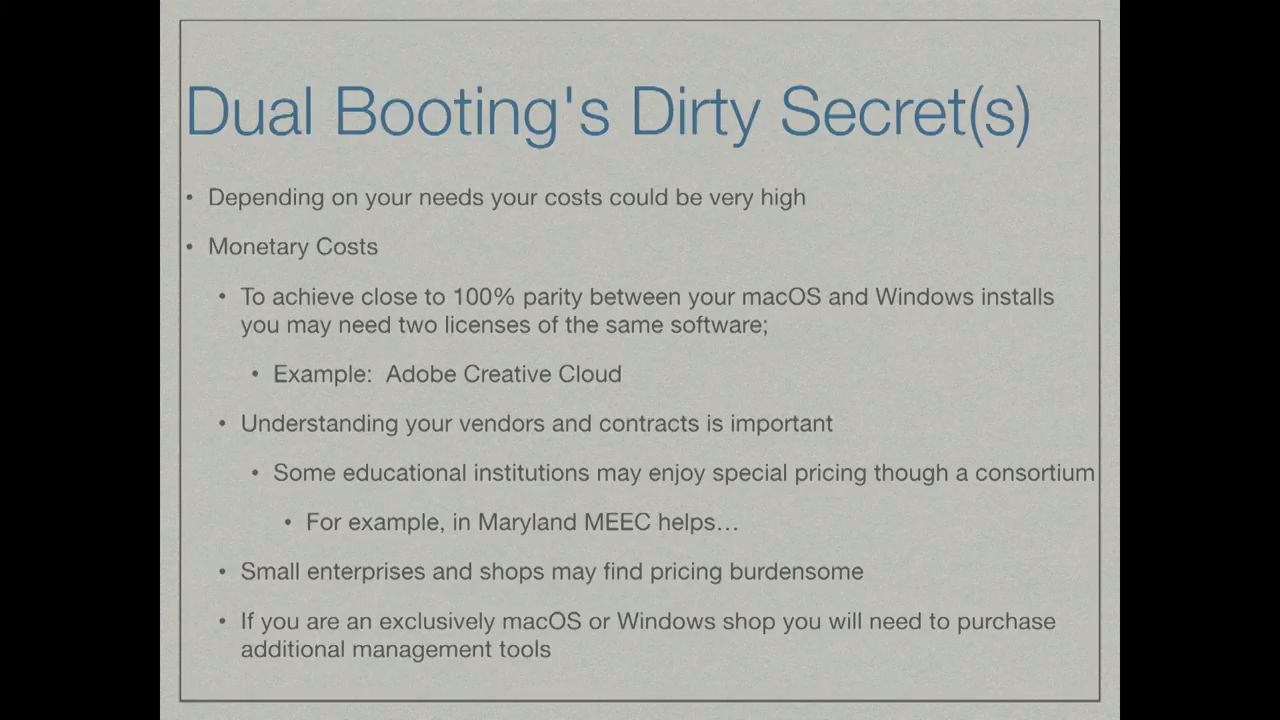 Dual Booting's Dirty Secret(s)
• Depending on your needs your costs could be very high
• Monetary Costs
• To achieve close to 100% parity between your macOS and Windows installs
you may need two licenses of the same software;
• Example:  Adobe Creative Cloud
• Understanding your vendors and contracts is important
• Some educational institutions may enjoy special pricing though a consortium
• For example, in Maryland MEEC helps…
• Small enterprises and shops may find pricing burdensome
• If you are an exclusively macOS or Windows shop you will need to purchase
additional management tools